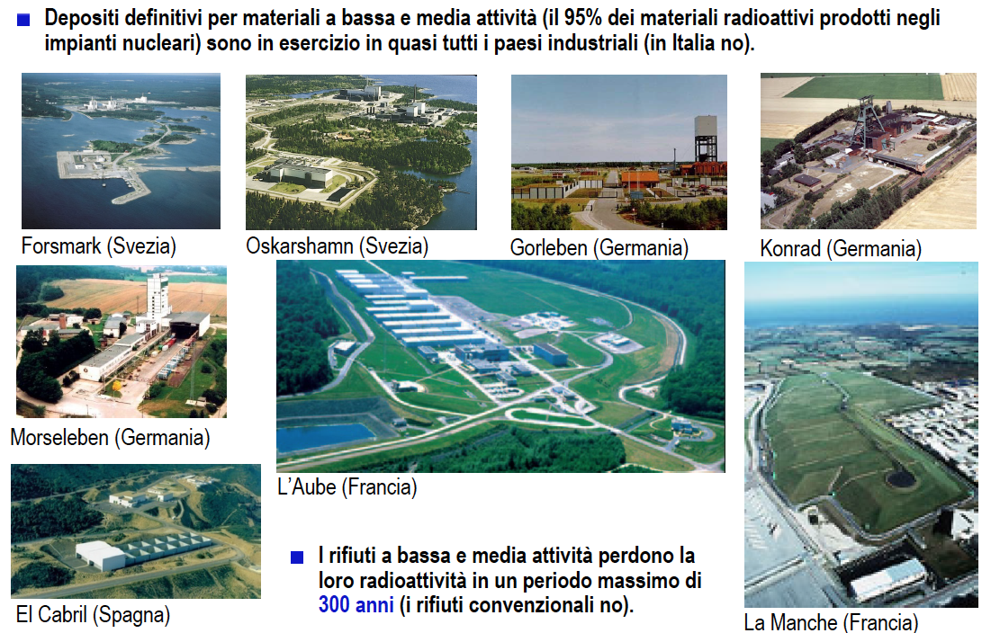 Depositi definitivi per materiali a bassa e media attività (il 95% dei materiali radioattivi prodotti negli
impianti nucleari) sono in esercizio in quasi tutti i paesi industriali (in Italia no).
Forsmark (Svezia)
Oskarshamn (Svezia)
Gorleben (Germania)
Konrad (Germania)
Morseleben (Germania)
L’Aube (Francia)
El Cabril (Spagna)
I rifiuti a bassa e media attività perdono la
loro radioattività in un periodo massimo di
300 anni (i rifiuti convenzionali no).
La Manche (Francia)